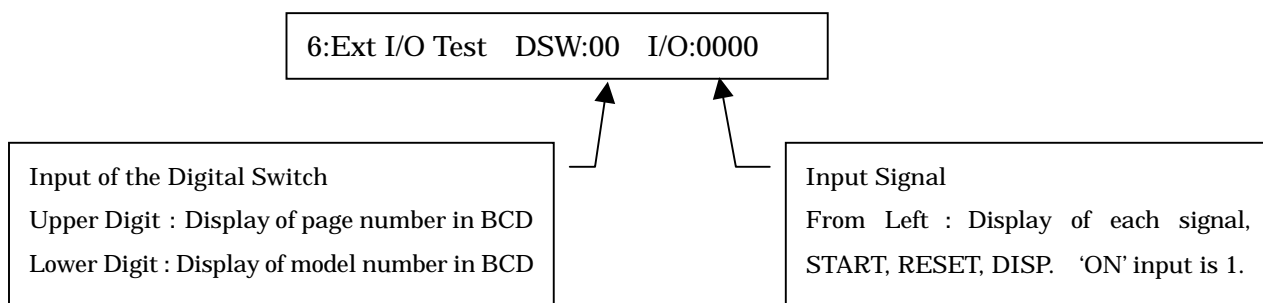 6:Ext I/O Test DSW:00 I/O:0000
Input of the Digital Switch
Upper Digit : Display of page number in BCD
Lower Digit : Display of model number in BCD
Input Signal
From Left : Display of each signal,
START, RESET, DISP. ‘ON’ input is 1.